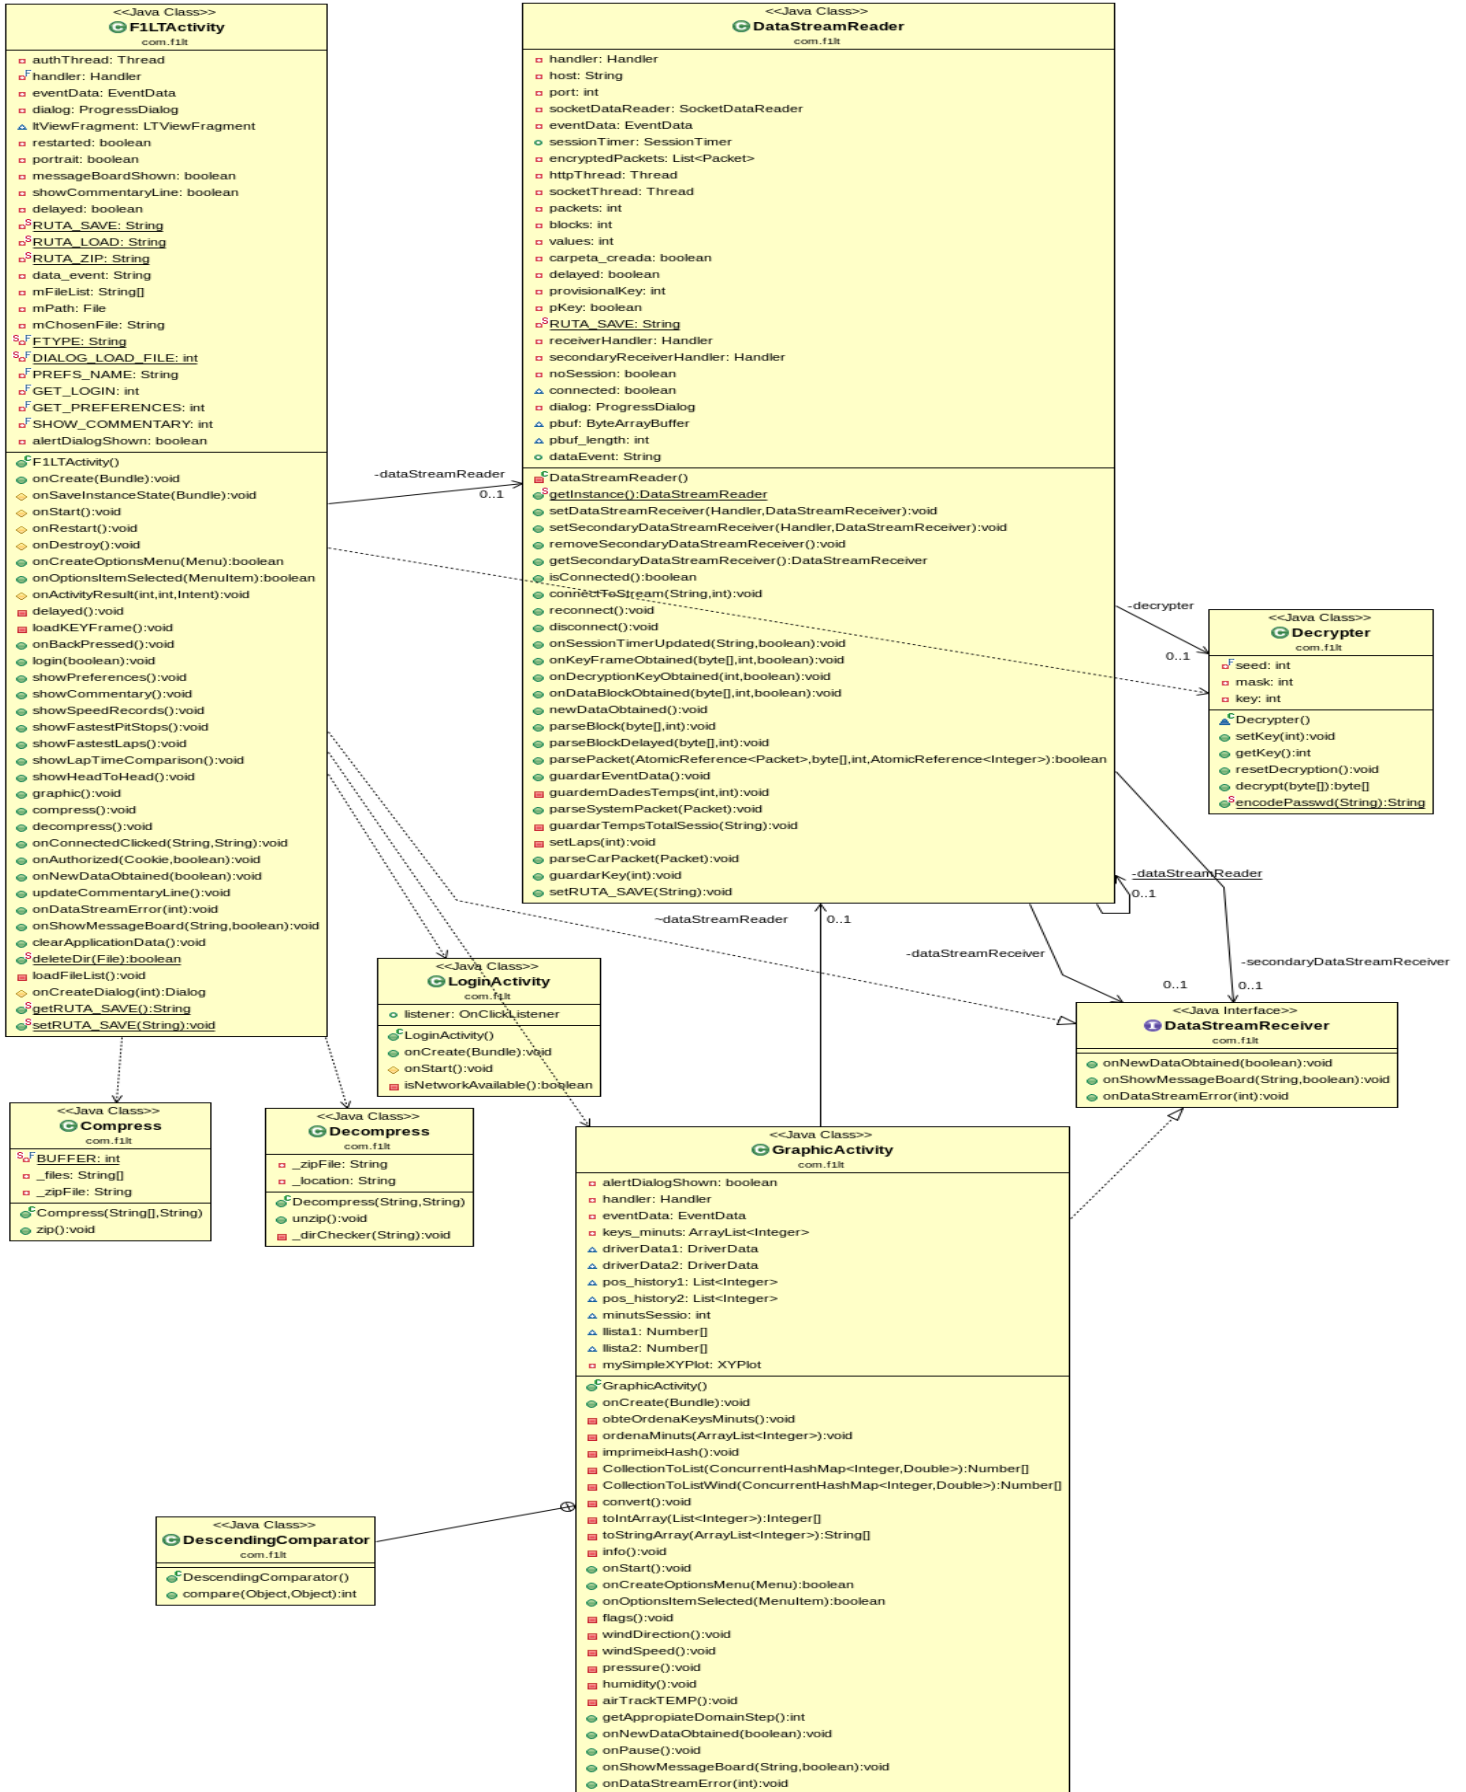 <<Java Class>>
F1LTActivity
com.f1lt
authThread: Thread
F handler: Handler
eventData: EventData
dialog: ProgressDialog
ltViewFragment: LTViewFragment
restarted: boolean
portrait: boolean
messageBoardShown: boolean
showCommentaryLine: boolean
delayed: boolean
S RUTA_SAVE: String
S RUTA_LOAD: String
S RUTA_ZIP: String
data_event: String
mFileList: String[]
mPath: File
mChosenFile: String
S F FTYPE: String
S F DIALOG_LOAD_FILE: int
F PREFS_NAME: String
F GET_LOGIN: int
F GET_PREFERENCES: int
F SHOW_COMMENTARY: int
alertDialogShown: boolean
C F1LTActivity()
onCreate(Bundle):void
onSaveInstanceState(Bundle):void
onStart():void
onRestart():void
onDestroy():void
onCreateOptionsMenu(Menu):boolean
onOptionsItemSelected(MenuItem):boolean
onActivityResult(int,int,Intent):void
delayed():void
loadKEYFrame():void
onBackPressed():void
login(boolean):void
showPreferences():void
showCommentary():void
showSpeedRecords():void
showFastestPitStops():void
showFastestLaps():void
showLapTimeComparison():void
showHeadToHead():void
graphic():void
compress():void
decompress():void
onConnectedClicked(String,String):void
onAuthorized(Cookie,boolean):void
onNewDataObtained(boolean):void
updateCommentaryLine():void
onDataStreamError(int):void
onShowMessageBoard(String,boolean):void
clearApplicationData():void
S deleteDir(File):boolean
loadFileList():void
onCreateDialog(int):Dialog
S getRUTA_SAVE():String
S setRUTA_SAVE(String):void
<<Java Class>>
DataStreamReader
com.f1lt
handler: Handler
host: String
port: int
socketDataReader: SocketDataReader
eventData: EventData
sessionTimer: SessionTimer
encryptedPackets: List<Packet>
httpThread: Thread
socketThread: Thread
packets: int
blocks: int
values: int
carpeta_creada: boolean
delayed: boolean
provisionalKey: int
pKey: boolean
S RUTA_SAVE: String
receiverHandler: Handler
secondaryReceiverHandler: Handler
noSession: boolean
connected: boolean
dialog: ProgressDialog
pbuf: ByteArrayBuffer
pbuf_length: int
dataEvent: String
C DataStreamReader()
S getInstance():DataStreamReader
setDataStreamReceiver(Handler,DataStreamReceiver):void
setSecondaryDataStreamReceiver(Handler,DataStreamReceiver):void
removeSecondaryDataStreamReceiver():void
getSecondaryDataStreamReceiver():DataStreamReceiver
isConnected():boolean
connectToStream(String,int):void
reconnect():void
disconnect():void
onSessionTimerUpdated(String,boolean):void
onKeyFrameObtained(byte[],int,boolean):void
onDecryptionKeyObtained(int,boolean):void
onDataBlockObtained(byte[],int,boolean):void
newDataObtained():void
parseBlock(byte[],int):void
parseBlockDelayed(byte[],int):void
parsePacket(AtomicReference<Packet>,byte[],int,AtomicReference<Integer>):boolean
guardarEventData():void
guardemDadesTemps(int,int):void
parseSystemPacket(Packet):void
guardarTempsTotalSessio(String):void
setLaps(int):void
parseCarPacket(Packet):void
guardarKey(int):void
setRUTA_SAVE(String):void
-dataStreamReader
0..1
-decrypter
0..1
<<Java Class>>
Decrypter
com.f1lt
F seed: int
mask: int
key: int
C Decrypter()
setKey(int):void
getKey():int
resetDecryption():void
decrypt(byte[]):byte[]
S encodePasswd(String):String
-dataStreamReader
0..1
~dataStreamReader
0..1
-dataStreamReceiver
0..1
-secondaryDataStreamReceiver
0..1
<<Java Class>>
LoginActivity
com.f1lt
listener: OnClickListener
C LoginActivity()
onCreate(Bundle):void
onStart():void
isNetworkAvailable():boolean
<<Java Interface>>
DataStreamReceiver
com.f1lt
onNewDataObtained(boolean):void
onShowMessageBoard(String,boolean):void
onDataStreamError(int):void
<<Java Class>>
Compress
com.f1lt
S F BUFFER: int
_files: String[]
_zipFile: String
C Compress(String[],String)
zip():void
<<Java Class>>
Decompress
com.f1lt
_zipFile: String
_location: String
C Decompress(String,String)
unzip():void
_dirChecker(String):void
<<Java Class>>
GraphicActivity
com.f1lt
alertDialogShown: boolean
handler: Handler
eventData: EventData
keys_minuts: ArrayList<Integer>
driverData1: DriverData
driverData2: DriverData
pos_history1: List<Integer>
pos_history2: List<Integer>
minutsSessio: int
llista1: Number[]
llista2: Number[]
mySimpleXYPlot: XYPlot
C GraphicActivity()
onCreate(Bundle):void
obteOrdenaKeysMinuts():void
ordenaMinuts(ArrayList<Integer>):void
imprimeixHash():void
CollectionToList(ConcurrentHashMap<Integer,Double>):Number[]
CollectionToListWind(ConcurrentHashMap<Integer,Double>):Number[]
convert():void
toIntArray(List<Integer>):Integer[]
toStringArray(ArrayList<Integer>):String[]
info():void
onStart():void
onCreateOptionsMenu(Menu):boolean
onOptionsItemSelected(MenuItem):boolean
flags():void
windDirection():void
windSpeed():void
pressure():void
humidity():void
airTrackTEMP():void
getAppropiateDomainStep():int
onNewDataObtained(boolean):void
onPause():void
onShowMessageBoard(String,boolean):void
onDataStreamError(int):void
<<Java Class>>
DescendingComparator
com.f1lt
C DescendingComparator()
compare(Object,Object):int